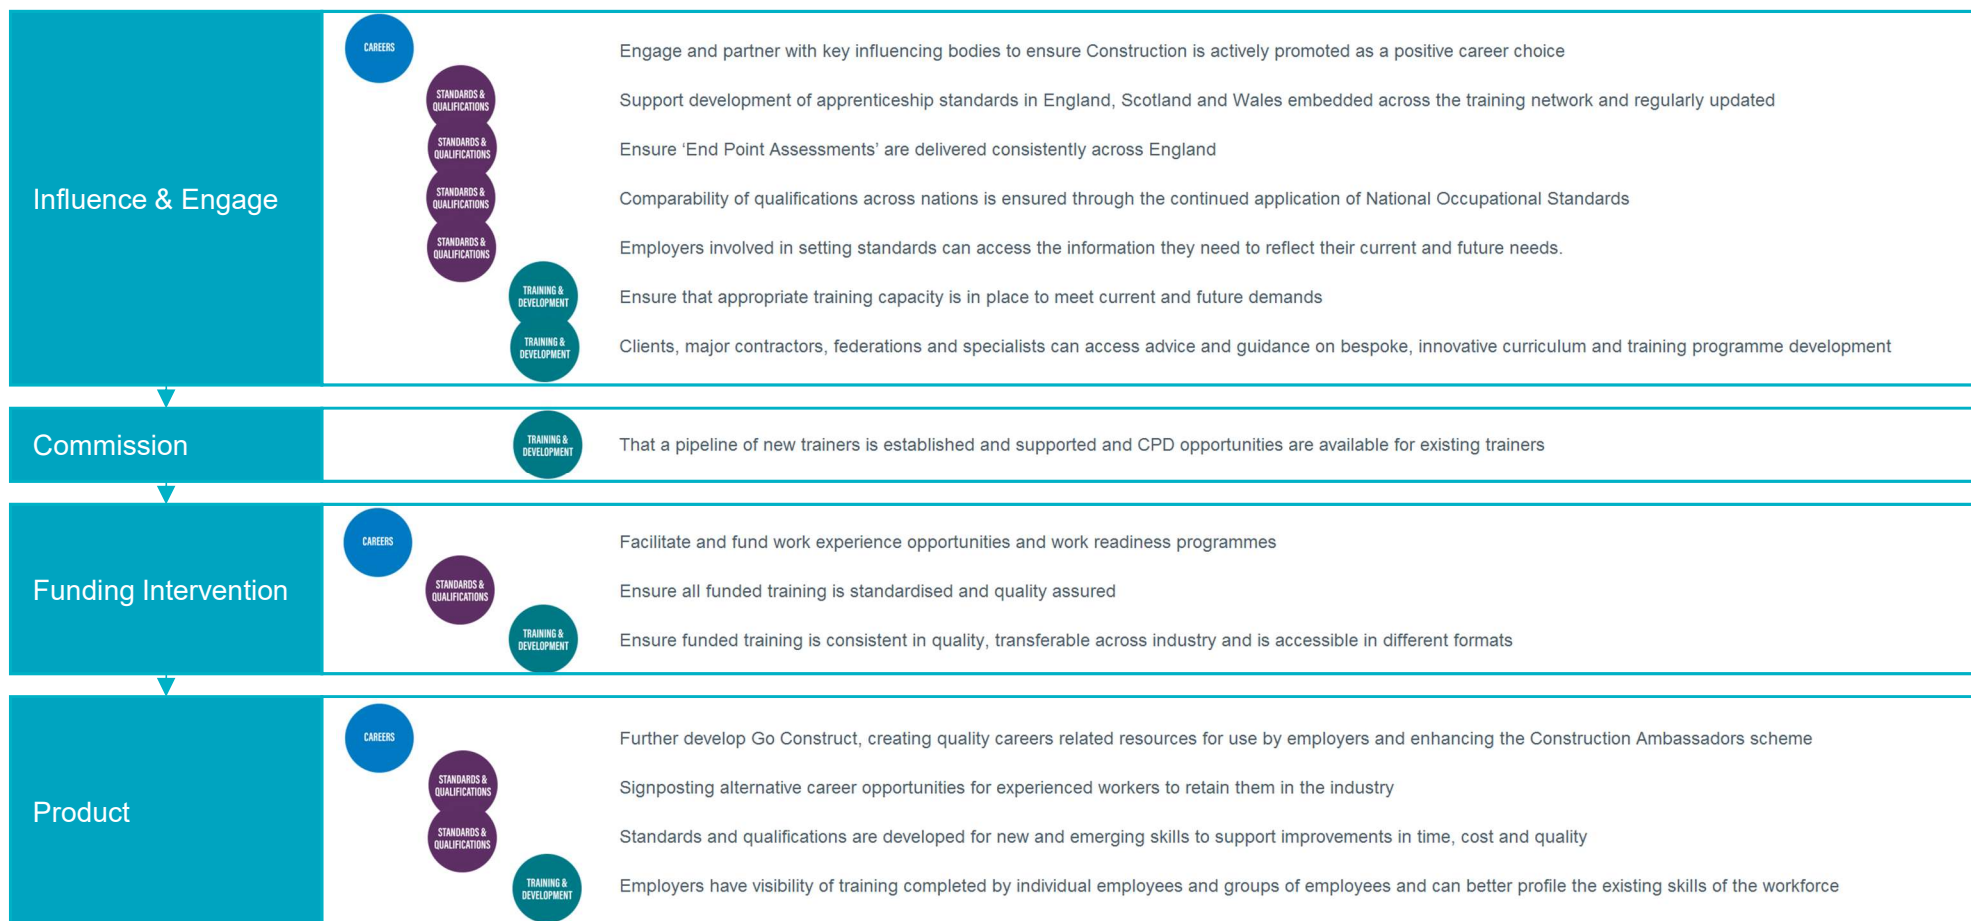 Influence & Engage
CAREERS
Engage and partner with key influencing bodies to ensure Construction is actively promoted as a positive career choice
STANDARDS &
QUALIFICATIONS
Support development of apprenticeship standards in England, Scotland and Wales embedded across the training network and regularly updated
STANDARDS &
QUALIFICATIONS
Ensure ‘End Point Assessments’ are delivered consistently across England
STANDARDS &
QUALIFICATIONS
Comparability of qualifications across nations is ensured through the continued application of National Occupational Standards
STANDARDS &
QUALIFICATIONS
Employers involved in setting standards can access the information they need to reflect their current and future needs.
TRAINING &
DEVELOPMENT
Ensure that appropriate training capacity is in place to meet current and future demands
TRAINING &
DEVELOPMENT
Clients, major contractors, federations and specialists can access advice and guidance on bespoke, innovative curriculum and training programme development
Commission
TRAINING &
DEVELOPMENT
That a pipeline of new trainers is established and supported and CPD opportunities are available for existing trainers
Funding Intervention
CAREERS
Facilitate and fund work experience opportunities and work readiness programmes
STANDARDS &
QUALIFICATIONS
Ensure all funded training is standardised and quality assured
TRAINING &
DEVELOPMENT
Ensure funded training is consistent in quality, transferable across industry and is accessible in different formats
Product
CAREERS
Further develop Go Construct, creating quality careers related resources for use by employers and enhancing the Construction Ambassadors scheme
STANDARDS &
QUALIFICATIONS
Signposting alternative career opportunities for experienced workers to retain them in the industry
STANDARDS &
QUALIFICATIONS
Standards and qualifications are developed for new and emerging skills to support improvements in time, cost and quality
TRAINING &
DEVELOPMENT
Employers have visibility of training completed by individual employees and groups of employees and can better profile the existing skills of the workforce